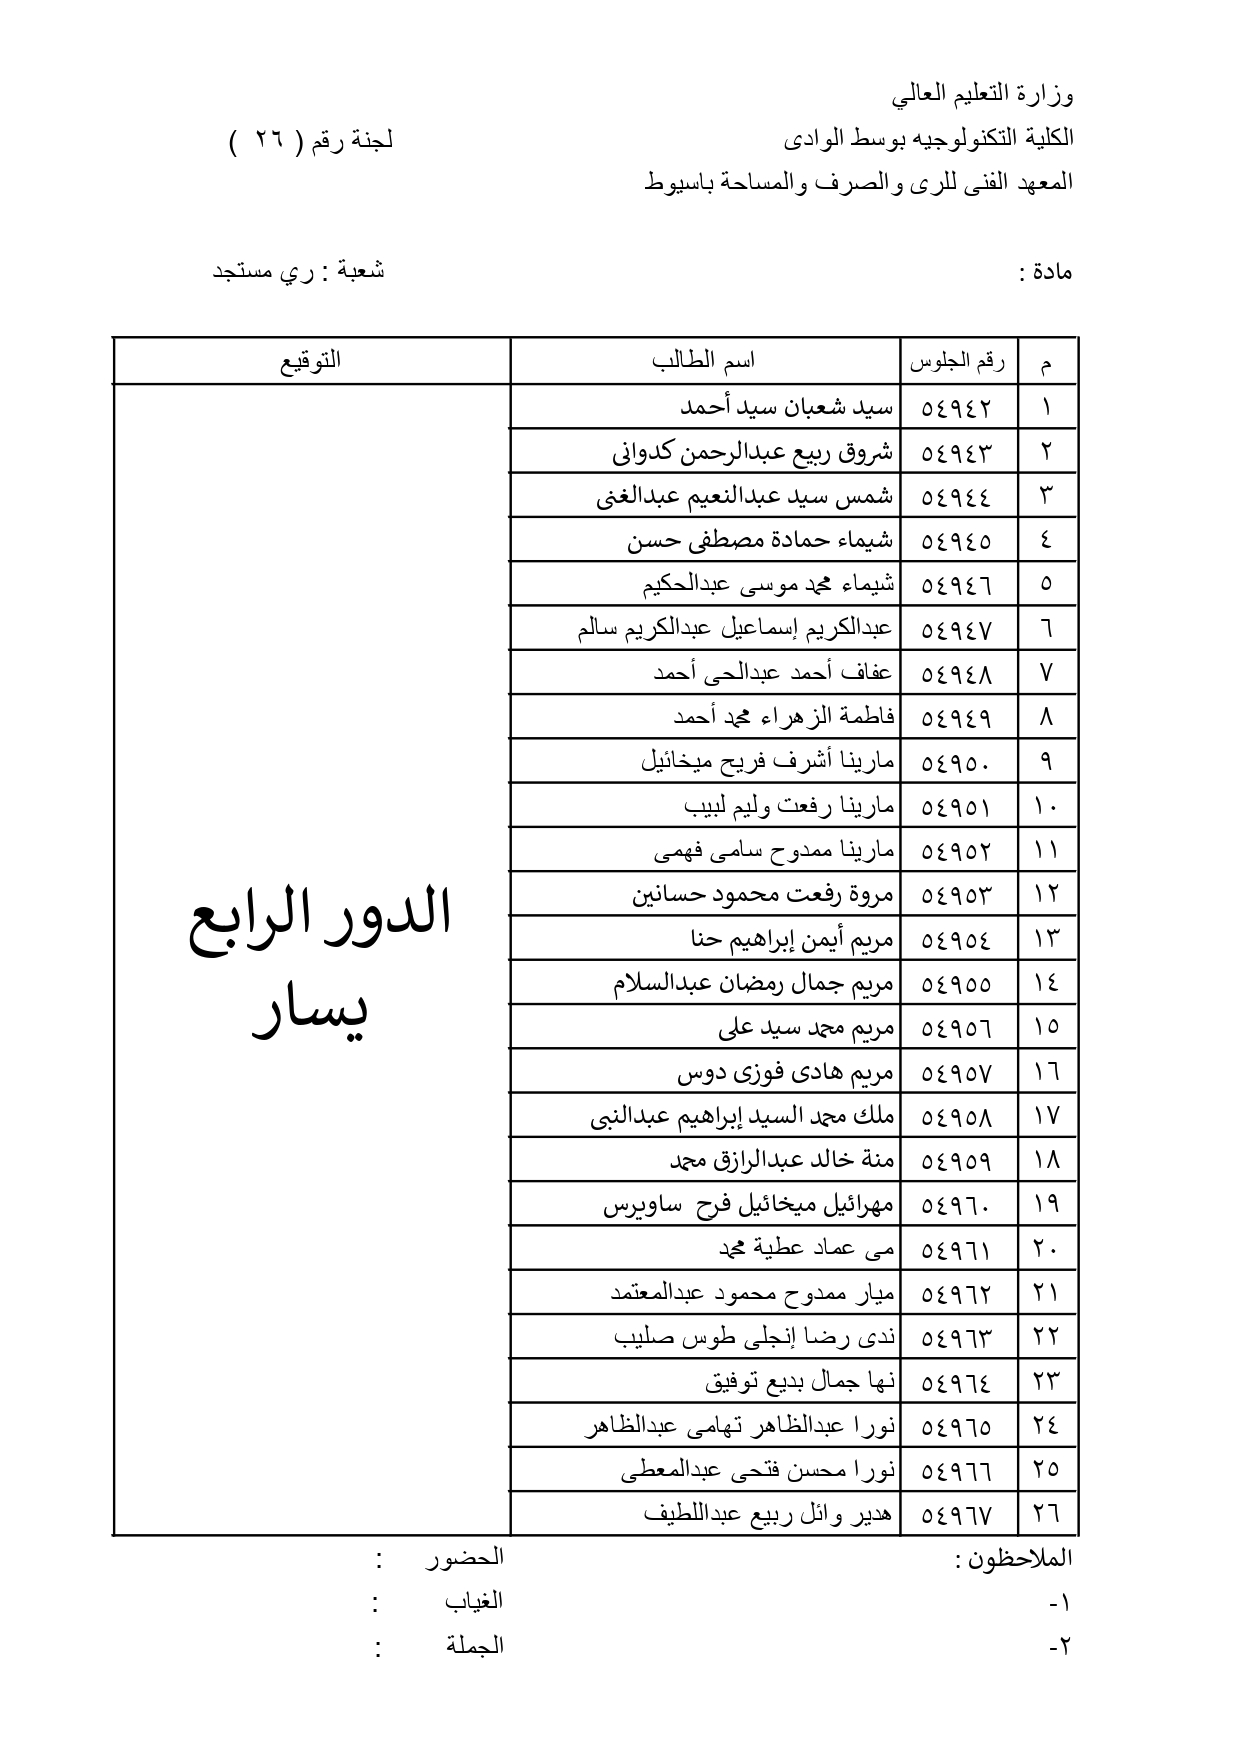 وزارة التعليم العالي
الكلية التكنولوجيه بوسط الوادى
لجنة رقم ( ٢٦ )
المعهد الفنى للرى والصرف والمساحة باسيوط
مادة :
شعبة : ري مستجد
م رقم الجلوس اسم الطالب التوقيع
١ ٥٤٩٤٢ سيد شعبان سيد أحمد
٢ ٥٤٩٤٣ شروق ربيع عبدالرحمن كدوانى
٣ ٥٤٩٤٤ شمس سيد عبدالنعيم عبدالغنى
٤ ٥٤٩٤٥ شيماء حمادة مصطفى حسن
٥ ٥٤٩٤٦ شيماء محمد موسى عبدالحكيم
٦ ٥٤٩٤٧ عبدالكريم إسماعيل عبدالكريم سالم
٧ ٥٤٩٤٨ عفاف أحمد عبدالحى أحمد
٨ ٥٤٩٤٩ فاطمة الزهراء محمد أحمد
٩ ٥٤٩٥٠ مارينا أشرف فريح ميخائيل
١٠ ٥٤٩٥١ مارينا رفعت وليم لبيب
١١ ٥٤٩٥٢ مارينا ممدوح سامى فهمى
١٢ ٥٤٩٥٣ مروة رفعت محمود حسانين
١٣ ٥٤٩٥٤ مريم أيمن إبراهيم حنا
١٤ ٥٤٩٥٥ مريم جمال رمضان عبدالسلام
١٥ ٥٤٩٥٦ مريم محمد سيد على
١٦ ٥٤٩٥٧ مريم هادى فوزى دوس
١٧ ٥٤٩٥٨ ملك محمد السيد إبراهيم عبدالنبى
١٨ ٥٤٩٥٩ منة خالد عبدالرازق محمد
١٩ ٥٤٩٦٠ مهرائيل ميخائيل فرح ساويرس
٢٠ ٥٤٩٦١ مى عماد عطية محمد
٢١ ٥٤٩٦٢ ميار ممدوح محمود عبدالمعتمد
٢٢ ٥٤٩٦٣ ندى رضا إنجلى طوس صليب
٢٣ ٥٤٩٦٤ نها جمال بديع توفيق
٢٤ ٥٤٩٦٥ نورا عبدالظاهر تهامى عبدالظاهر
٢٥ ٥٤٩٦٦ نورا محسن فتحى عبدالمعطى
٢٦ ٥٤٩٦٧ هدير وائل ربيع عبداللطيف
الدور الرابع
يسار
الملاحظون :
الحضور :
١-
الغياب :
٢-
الجملة :